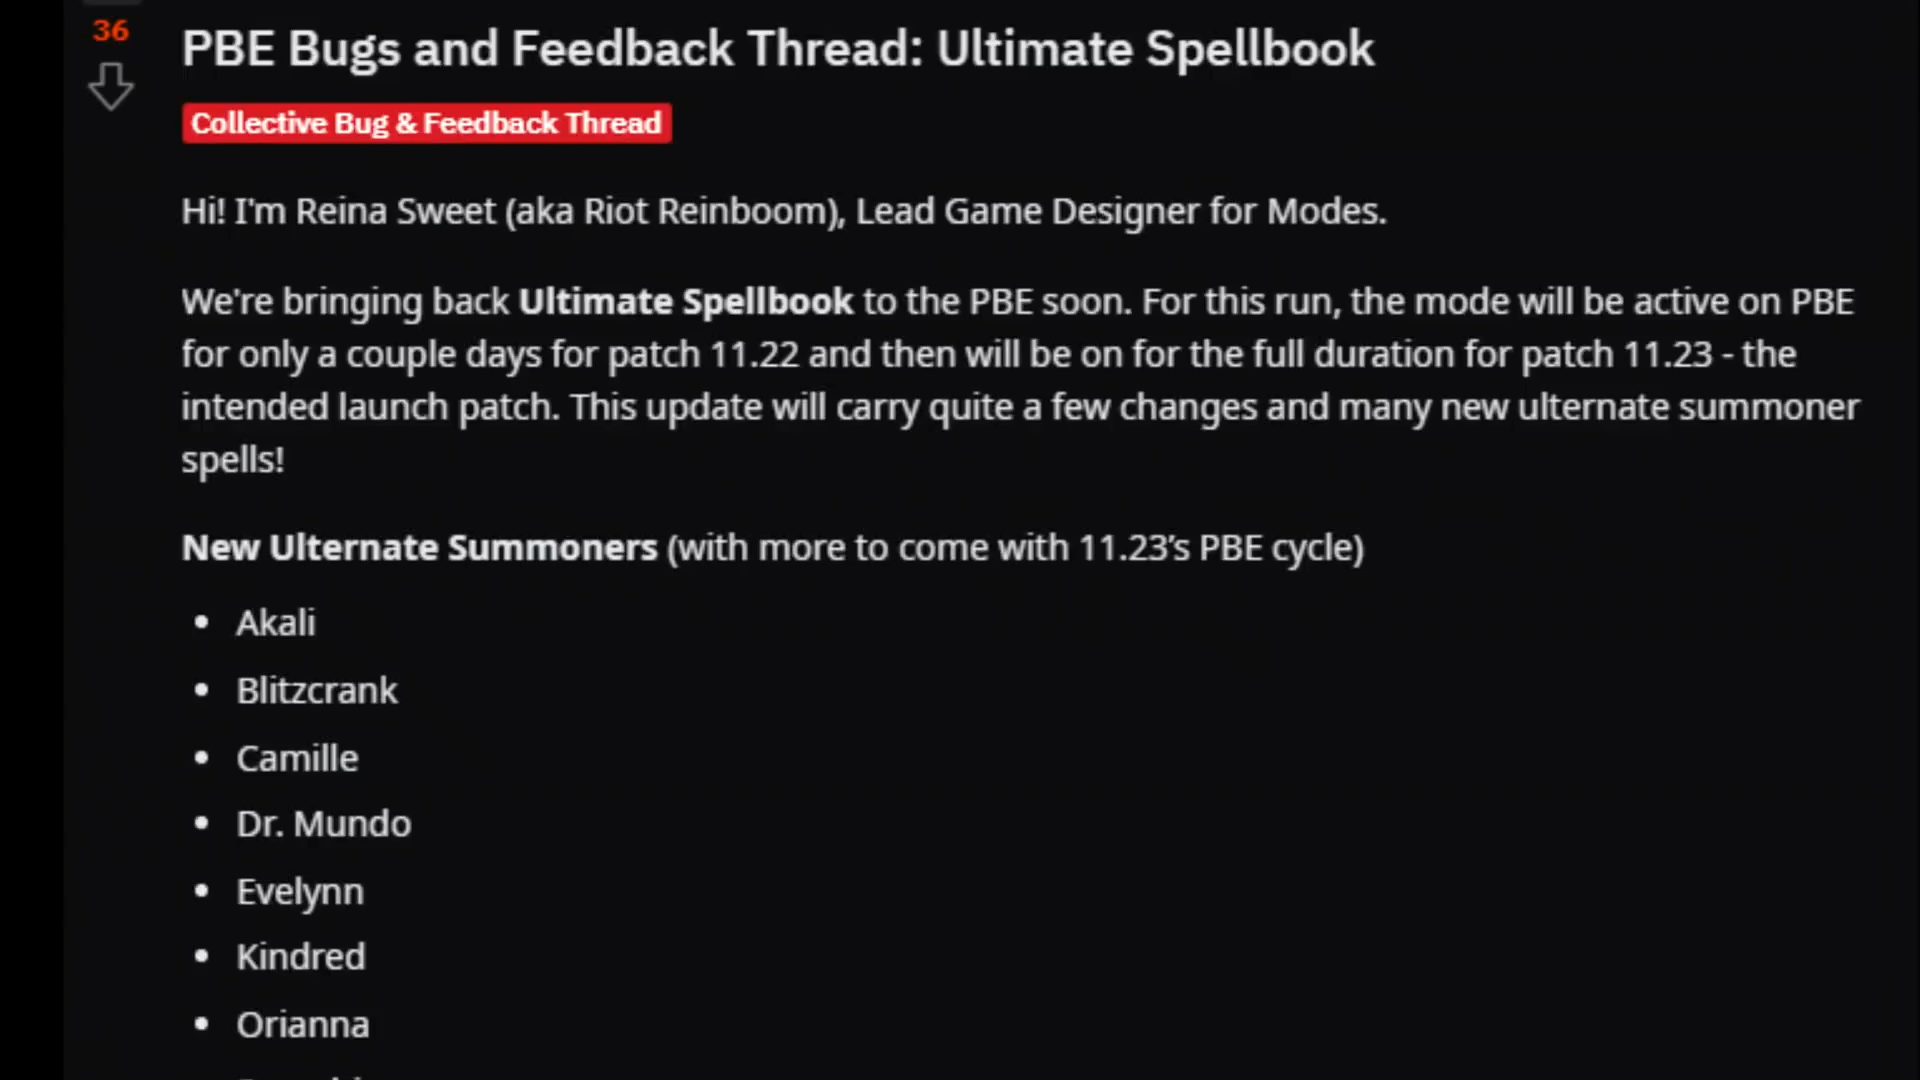 36
PBE Bugs and Feedback Thread: Ultimate Spellbook
Collective Bug & Feedback Thread
Hi! I'm Reina Sweet (aka Riot Reinboom), Lead Game Designer for Modes.
We're bringing back Ultimate Spellbook to the PBE soon. For this run, the mode will be active on PBE
for only a couple days for patch 11.22 and then will be on for the full duration for patch 11.23 - the
intended launch patch. This update will carry quite a few changes and many new ulternate summoner
spells!
New Ulternate Summoners (with more to come with 11.23’s PBE cycle)
• Akali
• Blitzcrank
• Camille
• Dr. Mundo
• Evelynn
• Kindred
• Orianna